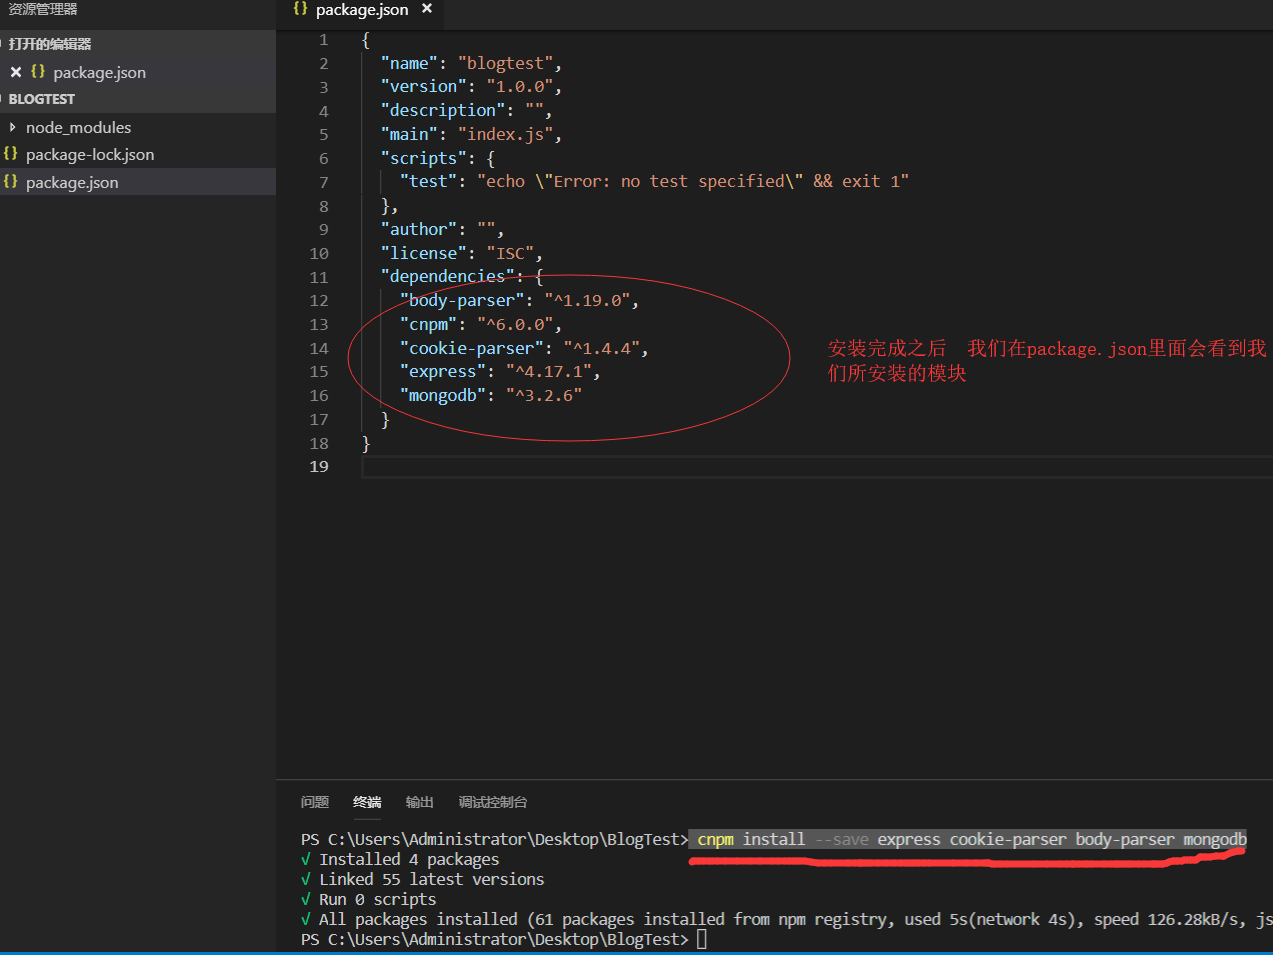 资源管理器
打开的编辑器
package.json
BLOGTEST
node_modules
package-lock.json
package.json
package.json
1 {
2 "name": "blogtest",
3 "version": "1.0.0",
4 "description": "",
5 "main": "index.js",
6 "scripts": {
7 "test": "echo \"Error: no test specified\" && exit 1"
8 },
9 "author": "",
10 "license": "ISC",
11 "dependencies": {
12 "body-parser": "^1.19.0",
13 "cnpm": "^6.0.0",
14 "cookie-parser": "^1.4.4",
15 "express": "^4.17.1",
16 "mongodb": "^3.2.6"
17 }
18 }
19
安装完成之后 我们在package.json里面会看到我
们所安装的模块
问题 终端 输出 调试控制台
PS C:\Users\Administrator\Desktop\BlogTest> cnpm install --save express cookie-parser body-parser mongodb
√ Installed 4 packages
√ Linked 55 latest versions
√ Run 0 scripts
√ All packages installed (61 packages installed from npm registry, used 5s(network 4s), speed 126.28kB/s, js
PS C:\Users\Administrator\Desktop\BlogTest>